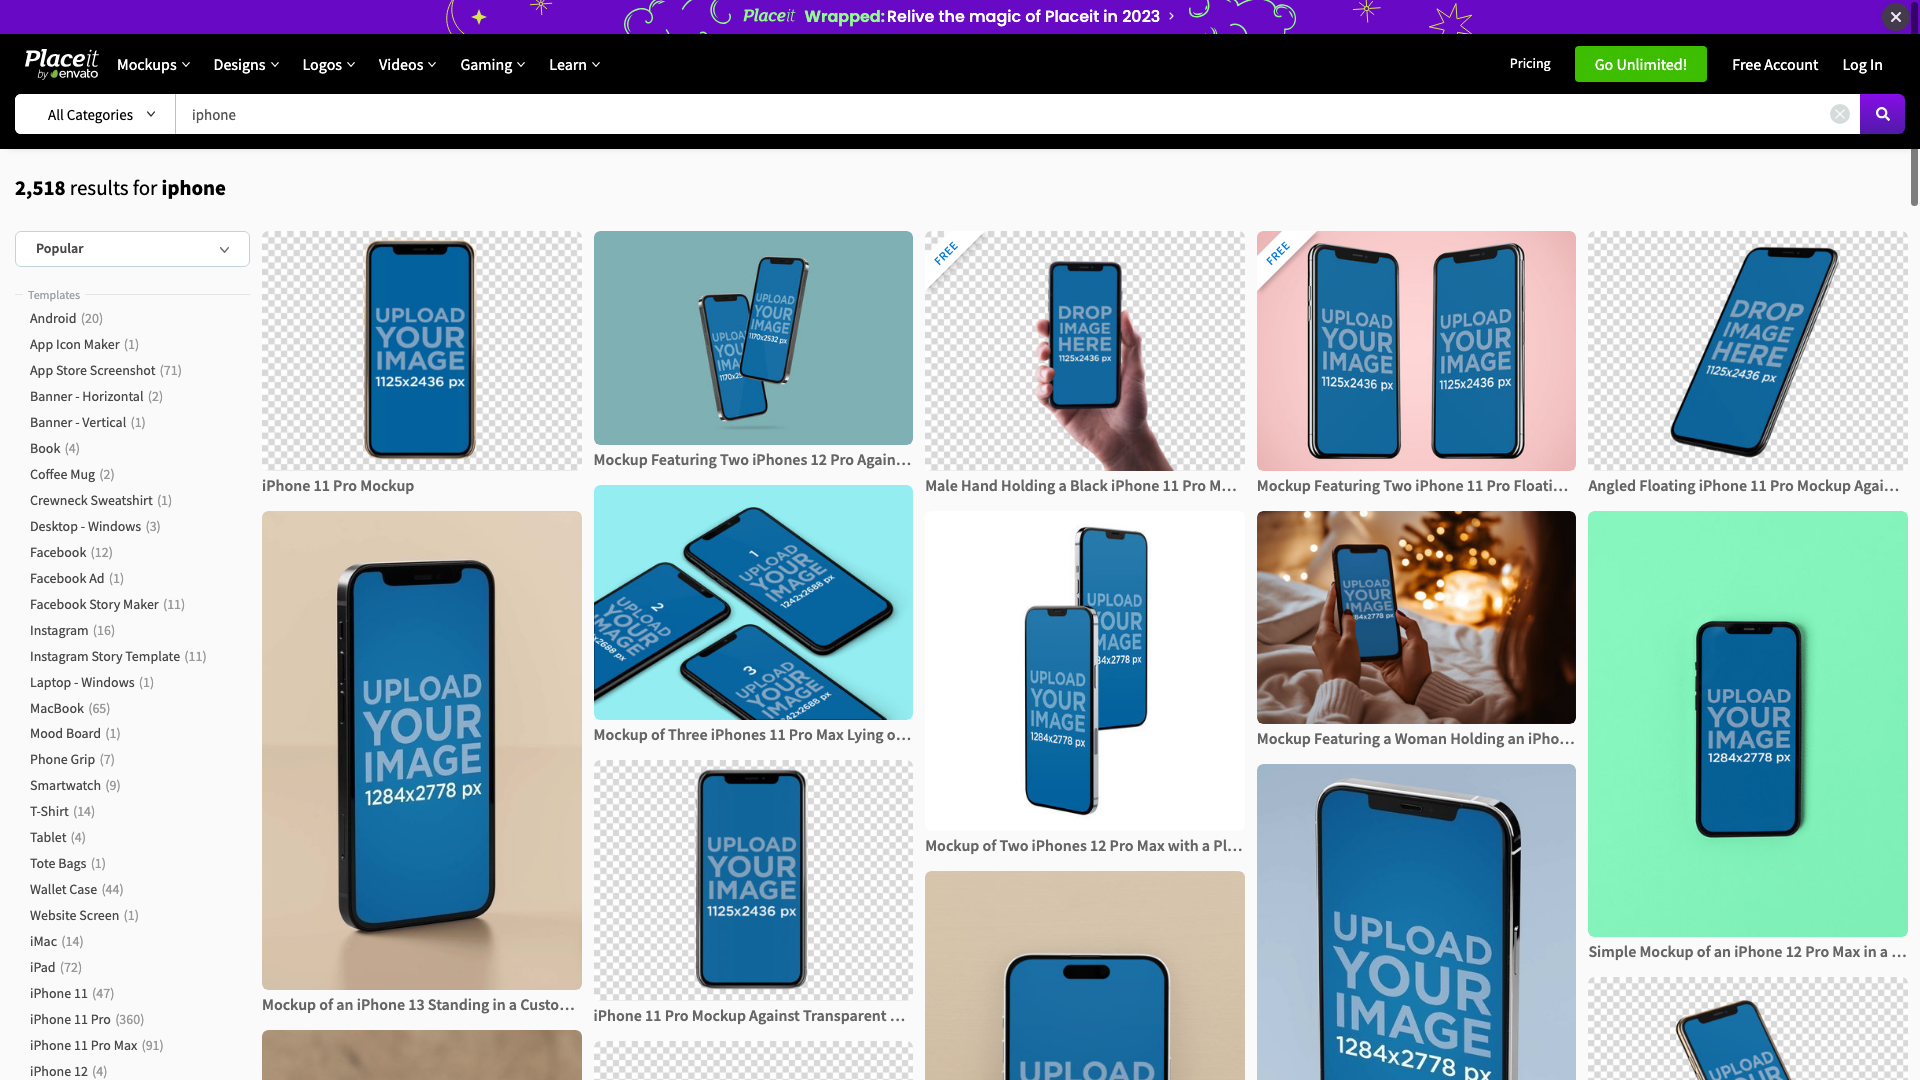 Placeit Wrapped: Relive the magic of Placeit in 2023
Placeit
by envato
Mockups
Designs
Logos
Videos
Gaming
Learn
Pricing
Go Unlimited!
Free Account
Log In
All Categories
iphone
2,518 results for iphone
Popular
Templates
Android (20)
App Icon Maker (1)
App Store Screenshot (71)
Banner - Horizontal (2)
Banner - Vertical (1)
Book (4)
Coffee Mug (2)
Crewneck Sweatshirt (1)
Desktop - Windows (3)
Facebook (12)
Facebook Ad (1)
Facebook Story Maker (11)
Instagram (16)
Instagram Story Template (11)
Laptop - Windows (1)
MacBook (65)
Mood Board (1)
Phone Grip (7)
Smartwatch (9)
T-Shirt (14)
Tablet (4)
Tote Bags (1)
Wallet Case (44)
Website Screen (1)
iMac (14)
iPad (72)
iPhone 11 (47)
iPhone 11 Pro (360)
iPhone 11 Pro Max (91)
iPhone 12 (4)
UPLOAD
YOUR
IMAGE
1125x2436 px
iPhone 11 Pro Mockup
UPLOAD
YOUR
IMAGE
1284x2778 px
Mockup of an iPhone 13 Standing in a Custo...
UPLOAD
YOUR
IMAGE
1170x2532 px
Mockup Featuring Two iPhones 12 Pro Again...
1
UPLOAD
YOUR
IMAGE
1242x2688 px
2
UPLOAD
YOUR
IMAGE
3
UPLOAD
YOUR
IMAGE
Mockup of Three iPhones 11 Pro Max Lying o...
UPLOAD
YOUR
IMAGE
1125x2436 px
iPhone 11 Pro Mockup Against Transparent ...
FREE
DROP
IMAGE
HERE
1125x2436 px
Male Hand Holding a Black iPhone 11 Pro M...
UPLOAD
YOUR
IMAGE
UPLOAD
YOUR
IMAGE
1284x2778 px
Mockup of Two iPhones 12 Pro Max with a Pl...
UPLOAD
FREE
UPLOAD
YOUR
IMAGE
1125x2436 px
UPLOAD
YOUR
IMAGE
1125x2436 px
Mockup Featuring Two iPhone 11 Pro Floati...
UPLOAD
YOUR
IMAGE
Mockup Featuring a Woman Holding an iPho...
UPLOAD
YOUR
IMAGE
1284x2778 px
DROP
IMAGE
HERE
1125x2436 px
Angled Floating iPhone 11 Pro Mockup Agai...
UPLOAD
YOUR
IMAGE
1284x2778 px
Simple Mockup of an iPhone 12 Pro Max in a ...
UPLOAD
YOUR